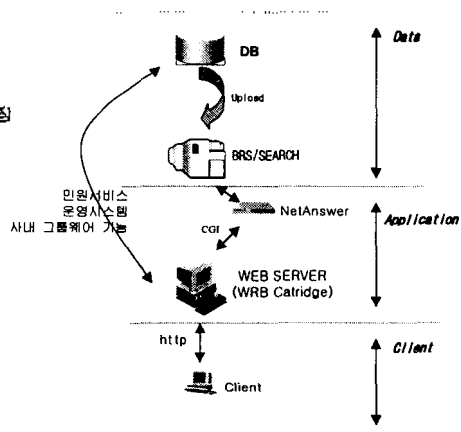 Data
DB
Upload
BRS/SEARCH
민원서비스
운영시스템
사내 그룹웨어 기능
NetAnswer
CGI
Application
WEB SERVER
(WRB Catridge)
http
Client
Client